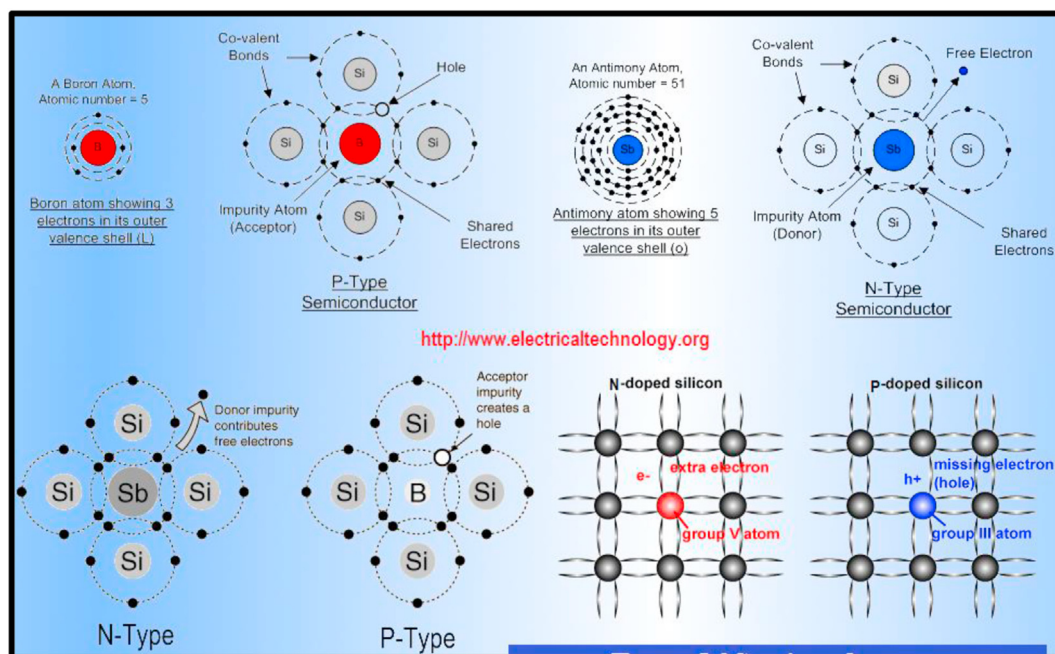 A Boron Atom,
Atomic number = 5
B
Boron atom showing 3
electrons in its outer
valence shell (L)
Co-valent
Bonds
Hole
Si
Si
B
Si
Si
Impurity Atom
(Acceptor)
Shared
Electrons
P-Type
Semiconductor
An Antimony Atom,
Atomic number = 51
Sb
Antimony atom showing 5
electrons in its outer
valence shell (o)
Co-valent
Bonds
Free Electron
Si
Si
Sb
Si
Si
Impurity Atom
(Donor)
Shared
Electrons
N-Type
Semiconductor
http://www.electricaltechnology.org
Donor impurity
contributes
free electrons
Si
Si
Sb
Si
Si
N-Type
Acceptor
impurity
creates a
hole
Si
Si
B
Si
Si
P-Type
N-doped silicon
e-
extra electron
group V atom
P-doped silicon
missing electron
h+
(hole)
group III atom